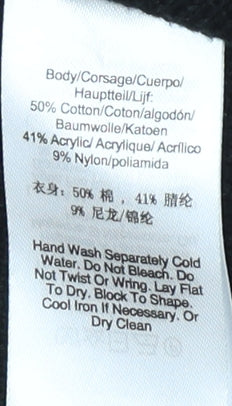 Body/Corsage/Cuerpo/
Hauptteil/Lijf:
50% Cotton/Coton/algodón/
Baumwolle/Katoen
41% Acrylic/ Acrylique/ Acrílico
9% Nylon/poliamida
衣身: 50% 棉 , 41% 腈纶
9% 尼龙/锦纶
Hand Wash Separately Cold
Water. Do Not Bleach. Do
Not Twist Or Wring. Lay Flat
To Dry. Block To Shape.
Cool Iron If Necessary. Or
Dry Clean